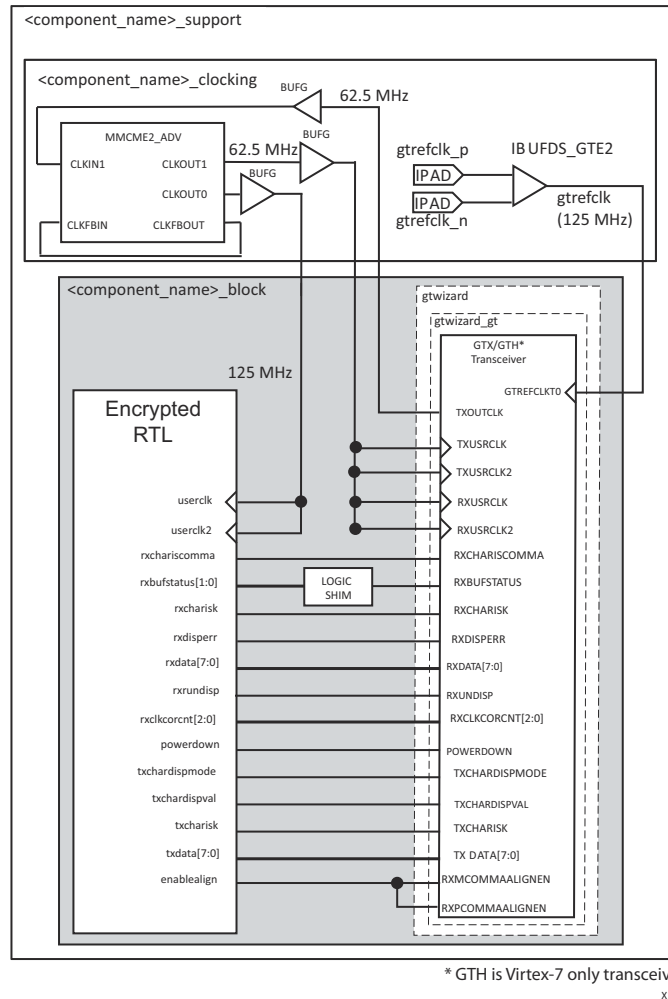 <component_name>_support
<component_name>_clocking
BUFG
62.5 MHz
MMCME2_ADV
CLKIN1
CLKOUT1
62.5 MHz
BUFG
CLKOUT0
BUFG
CLKFBIN
CLKFBOUT
gtrefclk_p
IPAD
IPAD
gtrefclk_n
IBUFDS_GTE2
gtrefclk
(125 MHz)
<component_name>_block
125 MHz
gtwizard
gtwizard_gt
GTX/GTH*
Transceiver
GTREFCLKT0
TXOUTCLK
TXUSRCLK
TXUSRCLK2
RXUSRCLK
RXUSRCLK2
RXCHARISCOMMA
RXBUFSTATUS
RXCHARISK
RXDISPERR
RXDATA[7:0]
RXUNDISP
RXCLKCORCNT[2:0]
POWERDOWN
TXCHARDISPMODE
TXCHARDISPVAL
TXCHARISK
TX DATA[7:0]
RXMCOMMAALIGNEN
RXPCOMMAALIGNEN
Encrypted
RTL
userclk
userclk2
rxchariscomma
rxbufstatus[1:0]
rxcharisk
rxdisperr
rxdata[7:0]
rxrundisp
rxclkcorcnt[2:0]
powerdown
txchardispmode
txchardispval
txcharisk
txdata[7:0]
enablealign
LOGIC
SHIM
* GTH is Virtex-7 only transceiv
x